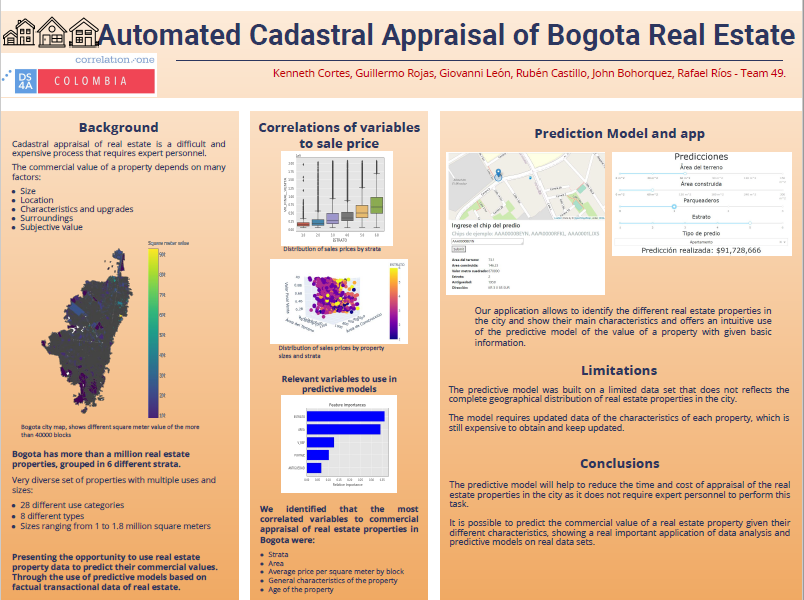 Automated Cadastral Appraisal of Bogota Real Estate
correlation/one
DS
4A
COLOMBIA
Kenneth Cortes, Guillermo Rojas, Giovanni León, Rubén Castillo, John Bohorquez, Rafael Ríos - Team 49.
Background
Cadastral appraisal of real estate is a difficult and
expensive process that requires expert personnel.
The commercial value of a property depends on many
factors:
Size
Location
Characteristics and upgrades
Surroundings
Subjective value
Square meter value
Bogota city map, shows different square meter value of the more
than 40000 blocks
Bogota has more than a million real estate
properties, grouped in 6 different strata.
Very diverse set of properties with multiple uses and
sizes:
28 different use categories
8 different types
Sizes ranging from 1 to 1.8 million square meters
Presenting the opportunity to use real estate
property data to predict their commercial values.
Through the use of predictive models based on
factual transactional data of real estate.
Correlations of variables
to sale price
ESTRATO
Distribution of sales prices by strata
Distribution of sales prices by property
sizes and strata
Relevant variables to use in
predictive models
Feature Importances
Relative Importance
We identified that the most
correlated variables to commercial
appraisal of real estate properties in
Bogota were:
Strata
Area
Average price per square meter by block
General characteristics of the property
Age of the property
Prediction Model and app
Ingrese el chip del predio
Predicciones
Área del terreno
Área construida
Parqueaderos
Estrato
Tipo de predio
Apartamento
Predicción realizada: $91,728,666
Our application allows to identify the different real estate properties in
the city and show their main characteristics and offers an intuitive use
of the predictive model of the value of a property with given basic
information.
Limitations
The predictive model was built on a limited data set that does not reflects the
complete geographical distribution of real estate properties in the city.
The model requires updated data of the characteristics of each property, which is
still expensive to obtain and keep updated.
Conclusions
The predictive model will help to reduce the time and cost of appraisal of the real
estate properties in the city as it does not require expert personnel to perform this
task.
It is possible to predict the commercial value of a real estate property given their
different characteristics, showing a real important application of data analysis and
predictive models on real data sets.